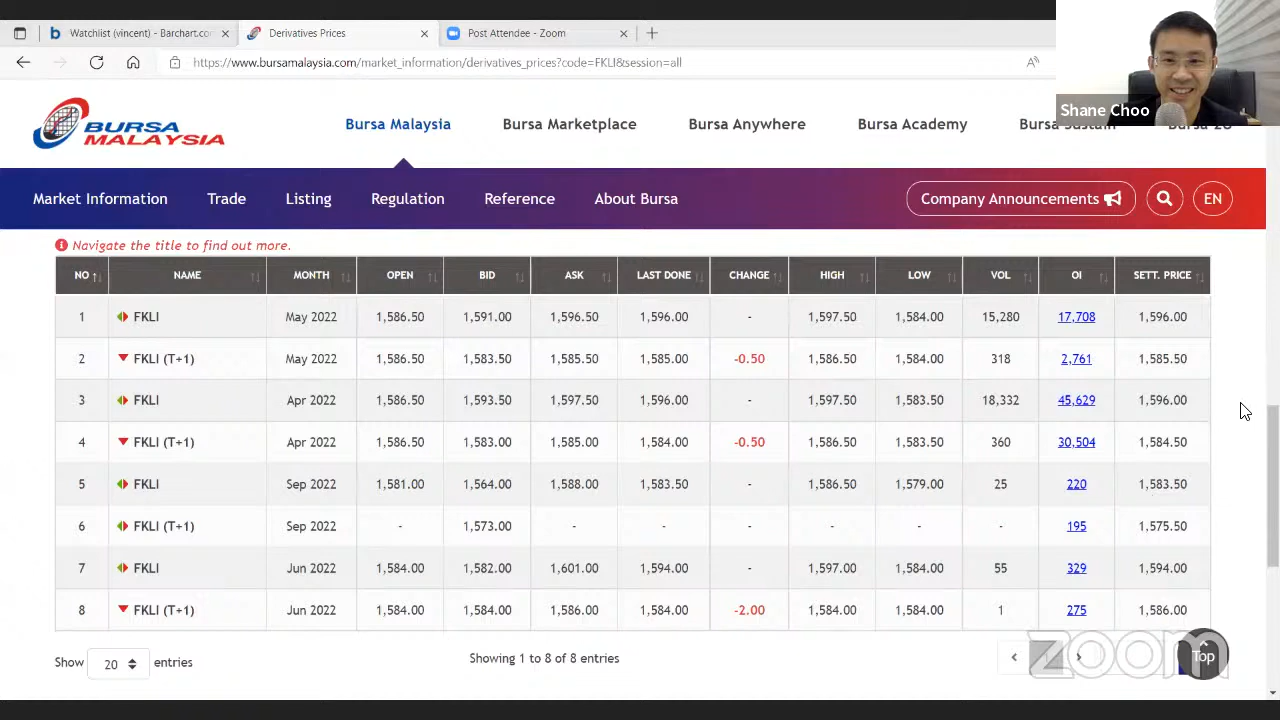 Watchlist (vincent) - Barchart.co
Derivatives Prices
Post Attendee - Zoom
https://www.bursamalaysia.com/market_information/derivatives_prices?code=FKLI&session=all
Shane Choo
BURSA MALAYSIA
Bursa Malaysia
Bursa Marketplace
Bursa Anywhere
Bursa Academy
Bursa Sustain
Market Information
Trade
Listing
Regulation
Reference
About Bursa
Company Announcements
EN
Navigate the title to find out more.
NO NAME MONTH OPEN BID ASK LAST DONE CHANGE HIGH LOW VOL OI SETT. PRICE
1 FKLI May 2022 1,586.50 1,591.00 1,596.50 1,596.00 - 1,597.50 1,584.00 15,280 17,708 1,596.00
2 FKLI (T+1) May 2022 1,586.50 1,583.50 1,585.50 1,585.00 -0.50 1,586.50 1,584.00 318 2,761 1,585.50
3 FKLI Apr 2022 1,586.50 1,593.50 1,597.50 1,596.00 - 1,597.50 1,583.50 18,332 45,629 1,596.00
4 FKLI (T+1) Apr 2022 1,586.50 1,583.00 1,585.00 1,584.00 -0.50 1,586.50 1,583.50 360 30,504 1,584.50
5 FKLI Sep 2022 1,581.00 1,564.00 1,588.00 1,583.50 - 1,586.50 1,579.00 25 220 1,583.50
6 FKLI (T+1) Sep 2022 - 1,573.00 - - - - - - 195 1,575.50
7 FKLI Jun 2022 1,584.00 1,582.00 1,601.00 1,594.00 - 1,597.00 1,584.00 55 329 1,594.00
8 FKLI (T+1) Jun 2022 1,584.00 1,584.00 1,586.00 1,584.00 -2.00 1,584.00 1,584.00 1 275 1,586.00
Show 20 entries
Showing 1 to 8 of 8 entries
zoom
Top